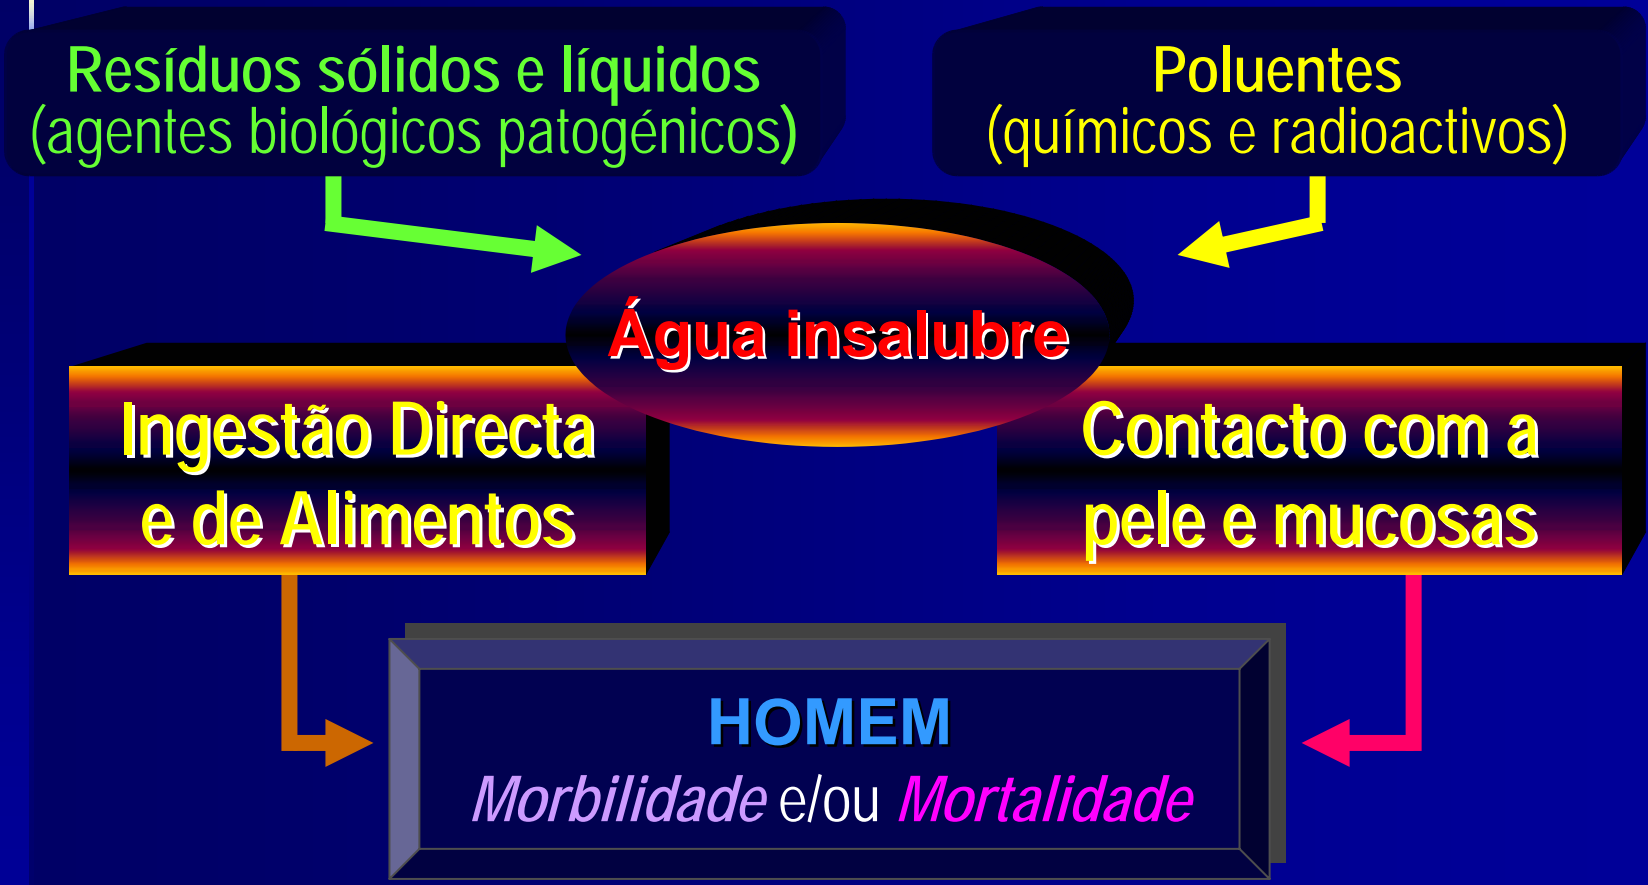 Resíduos sólidos e líquidos
(agentes biológicos patogénicos)
Poluentes
(químicos e radioactivos)
Água insalubre
Ingestão Directa
e de Alimentos
Contacto com a
pele e mucosas
HOMEM
Morbilidade e/ou Mortalidade